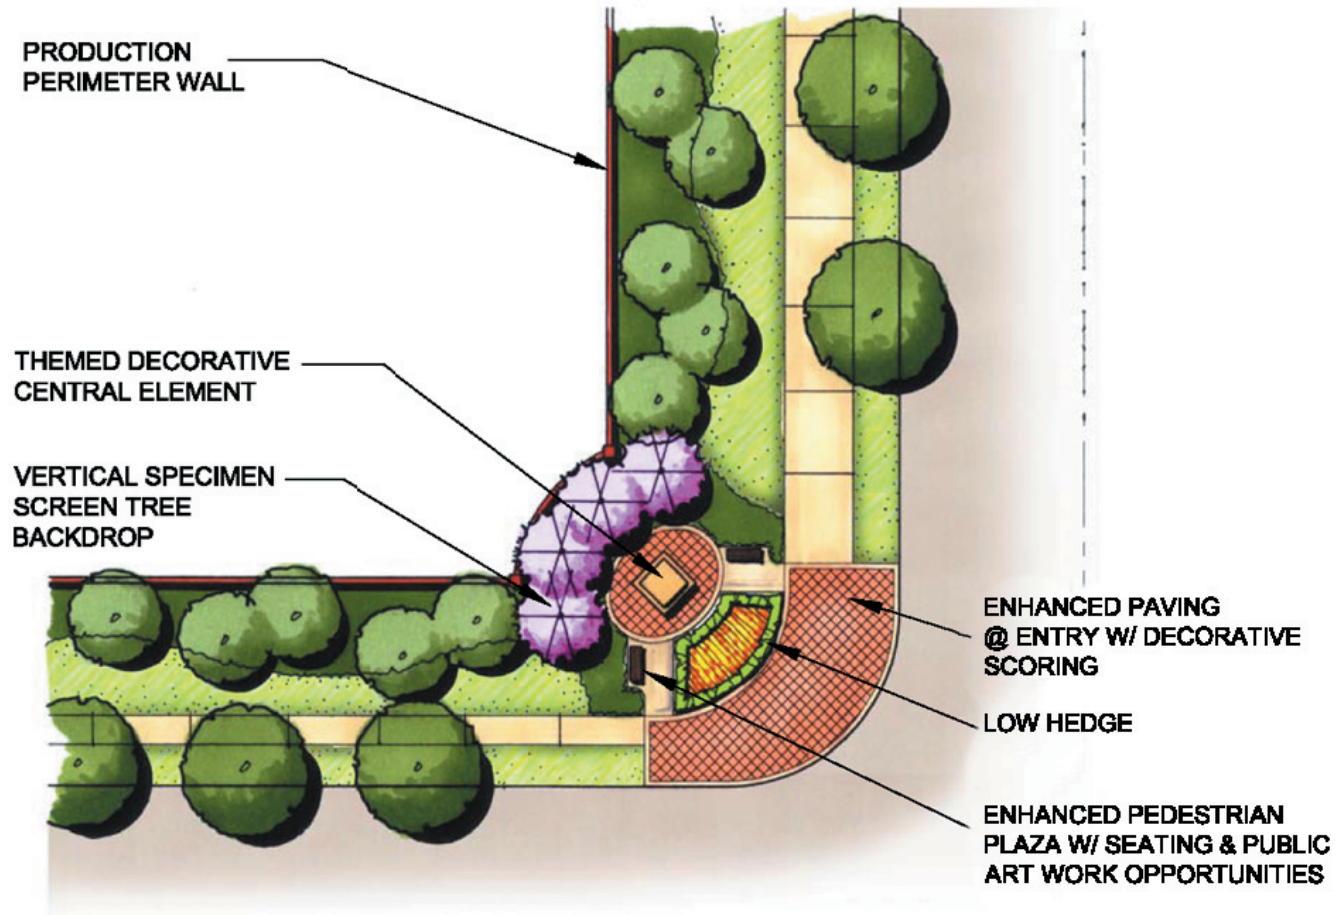 PRODUCTION
PERIMETER WALL
THEMED DECORATIVE
CENTRAL ELEMENT
VERTICAL SPECIMEN
SCREEN TREE
BACKDROP
ENHANCED PAVING
@ ENTRY W/ DECORATIVE
SCORING
LOW HEDGE
ENHANCED PEDESTRIAN
PLAZA W/ SEATING & PUBLIC
ART WORK OPPORTUNITIES